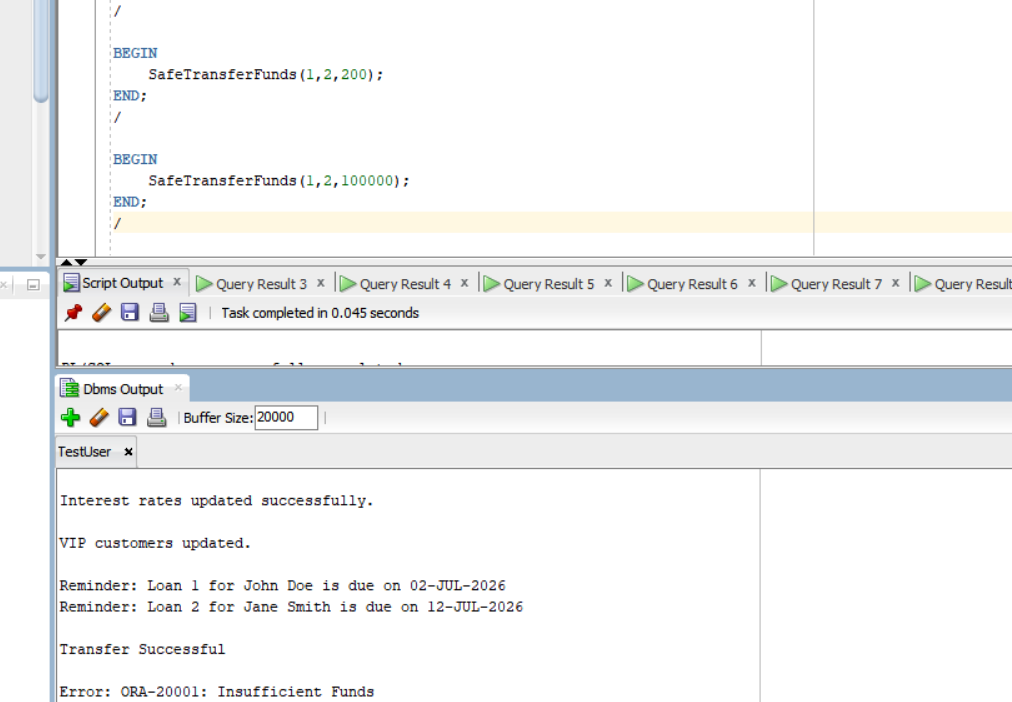 /
BEGIN
SafeTransferFunds(1,2,200);
END;
/
BEGIN
SafeTransferFunds(1,2,100000);
END;
/
Script Output x Query Result 3 x Query Result 4 x Query Result 5 x Query Result 6 x Query Result 7 x Query Result
Task completed in 0.045 seconds
Dbms Output x
Buffer Size: 20000
TestUser x
Interest rates updated successfully.
VIP customers updated.
Reminder: Loan 1 for John Doe is due on 02-JUL-2026
Reminder: Loan 2 for Jane Smith is due on 12-JUL-2026
Transfer Successful
Error: ORA-20001: Insufficient Funds